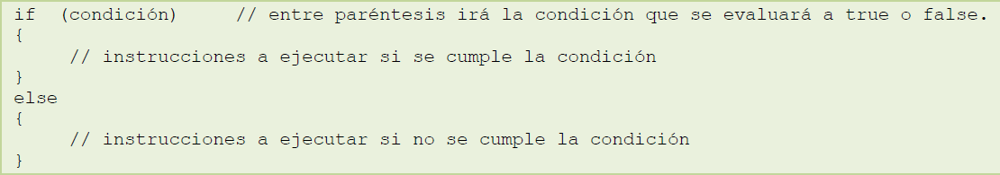 if  (condición)     // entre paréntesis irá la condición que se evaluará a true o false.
{
     // instrucciones a ejecutar si se cumple la condición
}
else
{
     // instrucciones a ejecutar si no se cumple la condición
}